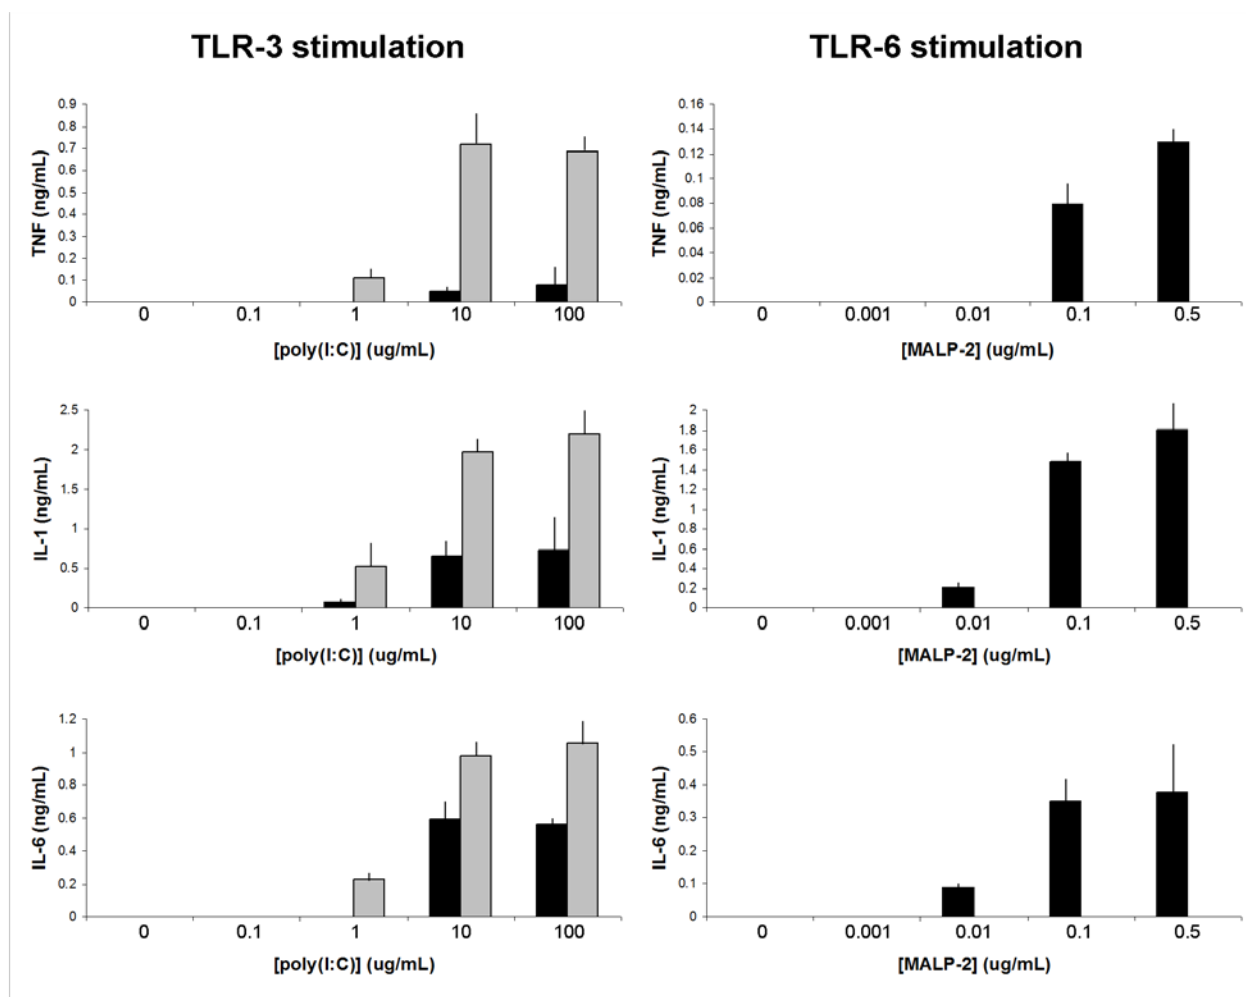 TLR-3 stimulation
TLR-6 stimulation
TNF (ng/mL)
0.9
0.8
0.7
0.6
0.5
0.4
0.3
0.2
0.1
0
0 0.1 1 10 100
[poly(I:C)] (ug/mL)
TNF (ng/mL)
0.16
0.14
0.12
0.1
0.08
0.06
0.04
0.02
0
0 0.001 0.01 0.1 0.5
[MALP-2] (ug/mL)
IL-1 (ng/mL)
2.5
2
1.5
1
0.5
0
0 0.1 1 10 100
[poly(I:C)] (ug/mL)
IL-1 (ng/mL)
2
1.8
1.6
1.4
1.2
1
0.8
0.6
0.4
0.2
0
0 0.001 0.01 0.1 0.5
[MALP-2] (ug/mL)
IL-6 (ng/mL)
1.2
1
0.8
0.6
0.4
0.2
0
0 0.1 1 10 100
[poly(I:C)] (ug/mL)
IL-6 (ng/mL)
0.6
0.5
0.4
0.3
0.2
0.1
0
0 0.001 0.01 0.1 0.5
[MALP-2] (ug/mL)